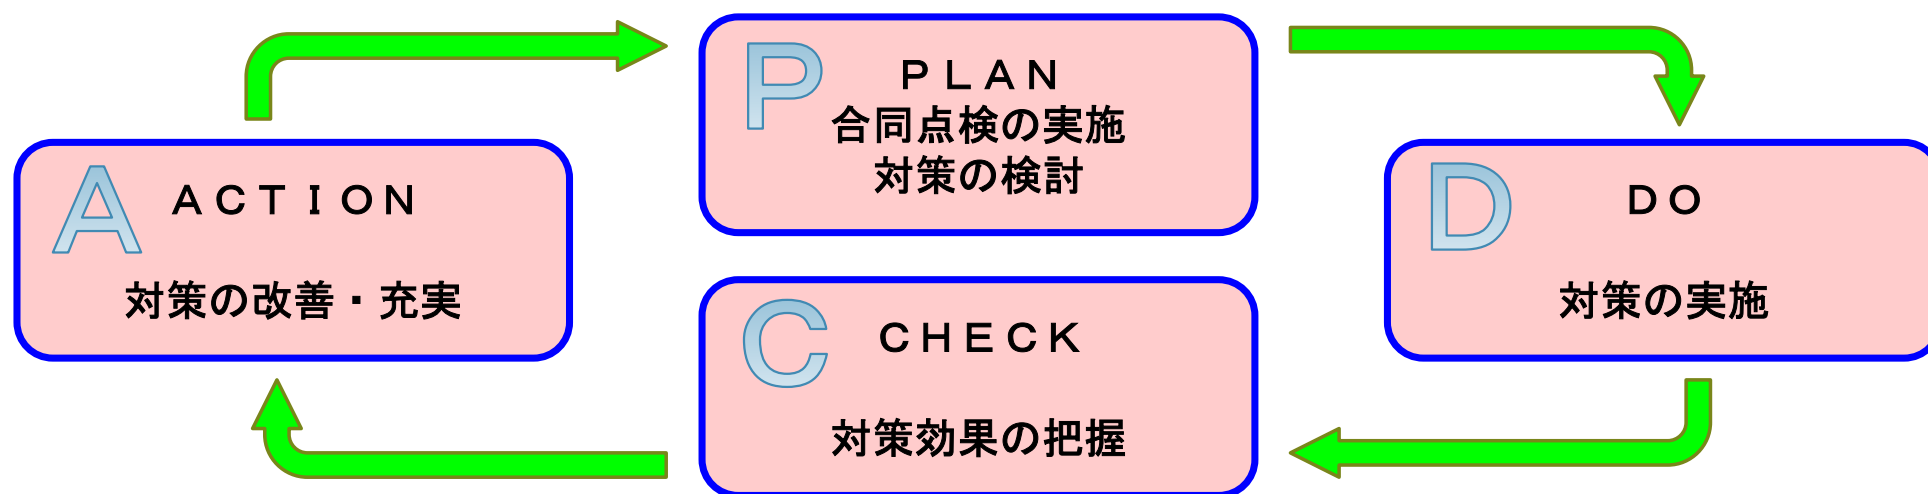 P
ＰＬＡＮ
合同点検の実施
対策の検討
A
ＡＣＴＩＯＮ
対策の改善・充実
D
ＤＯ
対策の実施
C
ＣＨＥＣＫ
対策効果の把握